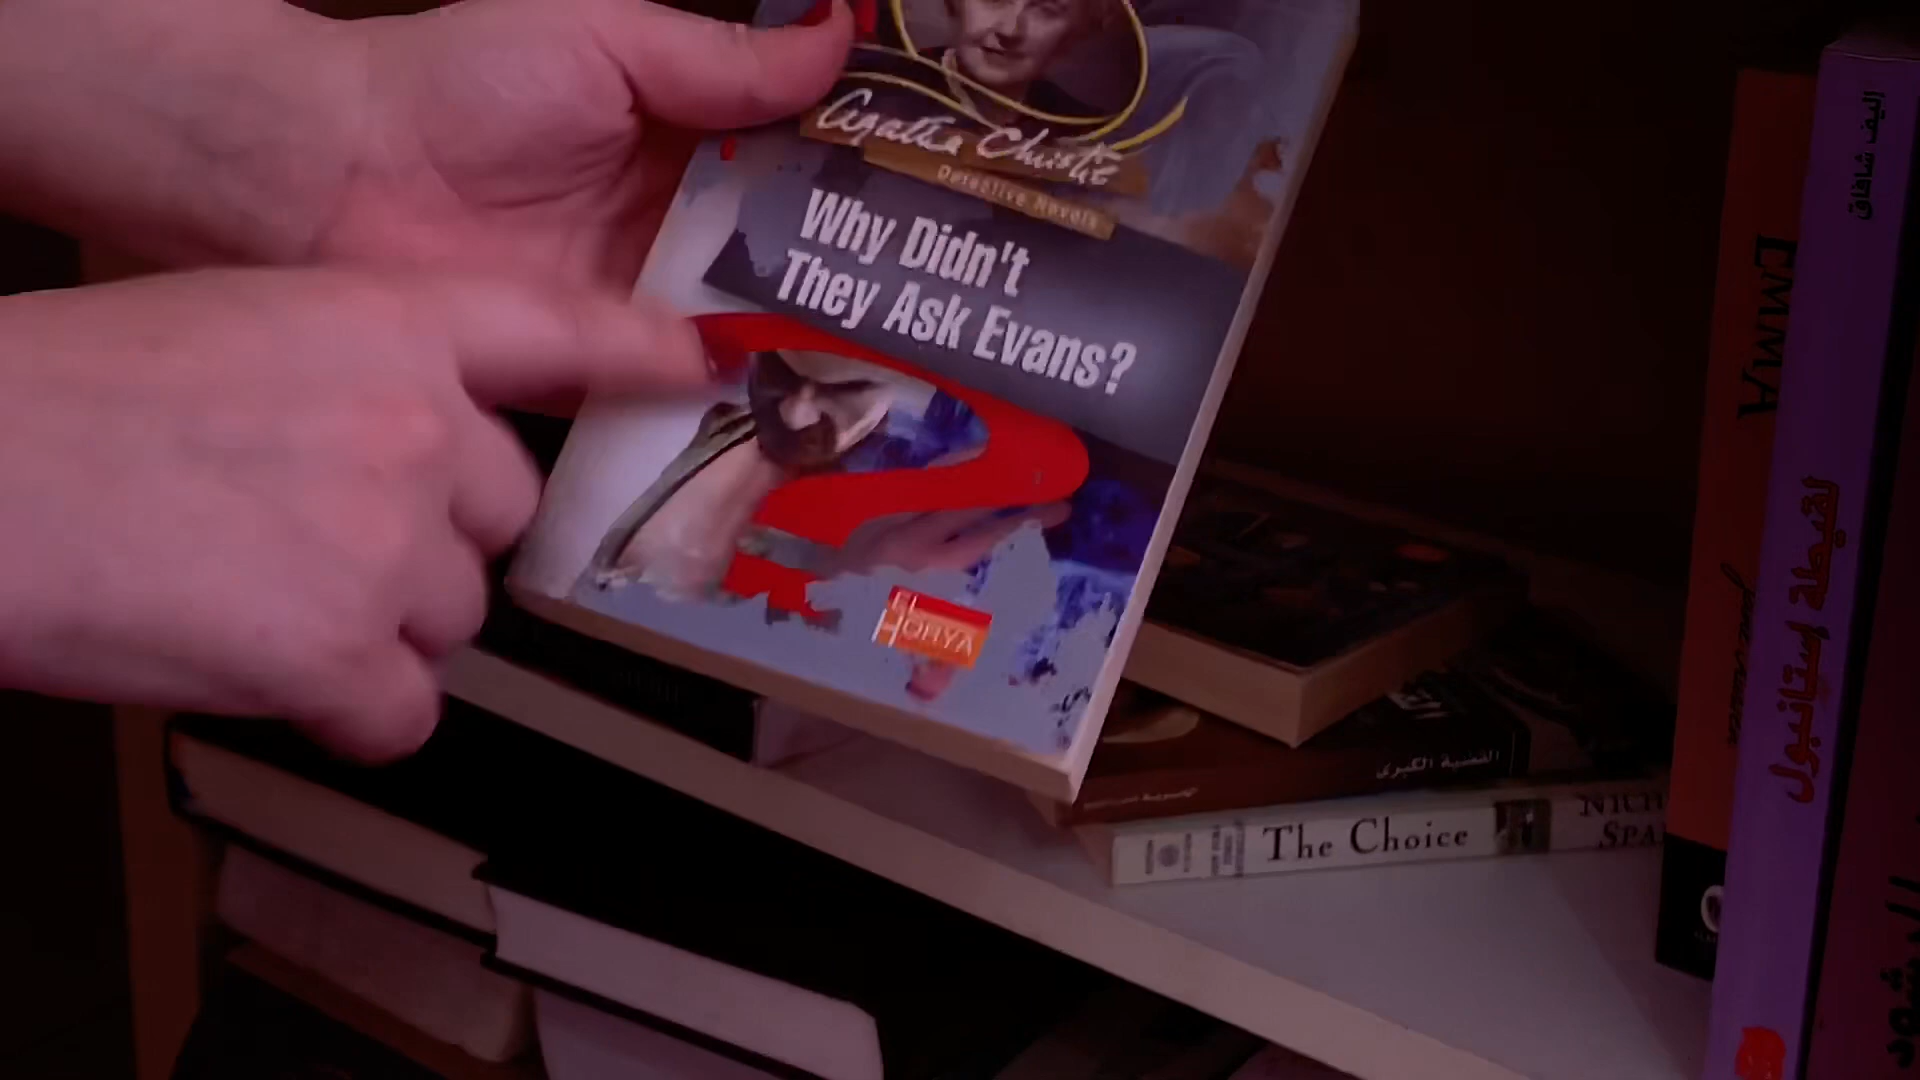 Agatha Christie
Detective Novels
Why Didn't
They Ask Evans?
EL
HORYA
القضية الكبرى
The Choice
NICH
SPA
EMMA
إليف شافاق
لقيطة إستانبول